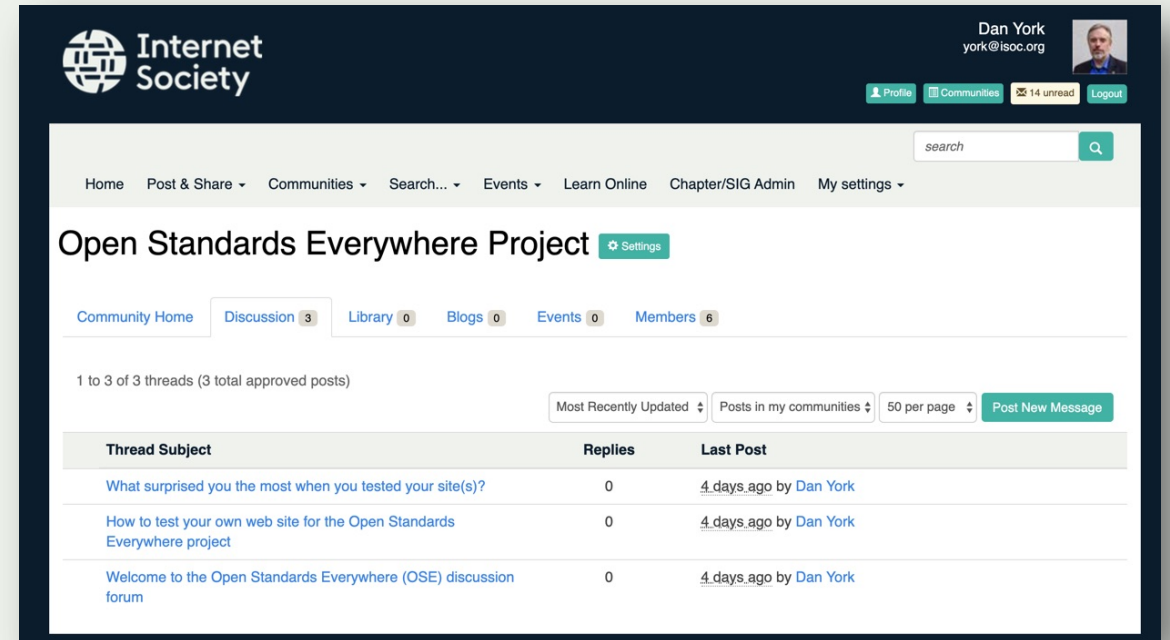 Internet
Society
Dan York
york@isoc.org
Profile Communities 14 unread Logout
search
Home Post & Share Communities Search... Events Learn Online Chapter/SIG Admin My settings
Open Standards Everywhere Project Settings
Community Home Discussion 3 Library 0 Blogs 0 Events 0 Members 6
1 to 3 of 3 threads (3 total approved posts)
Most Recently Updated Posts in my communities 50 per page Post New Message
Thread Subject Replies Last Post
What surprised you the most when you tested your site(s)? 0 4 days ago by Dan York
How to test your own web site for the Open Standards 0 4 days ago by Dan York
Everywhere project
Welcome to the Open Standards Everywhere (OSE) discussion 0 4 days ago by Dan York
forum